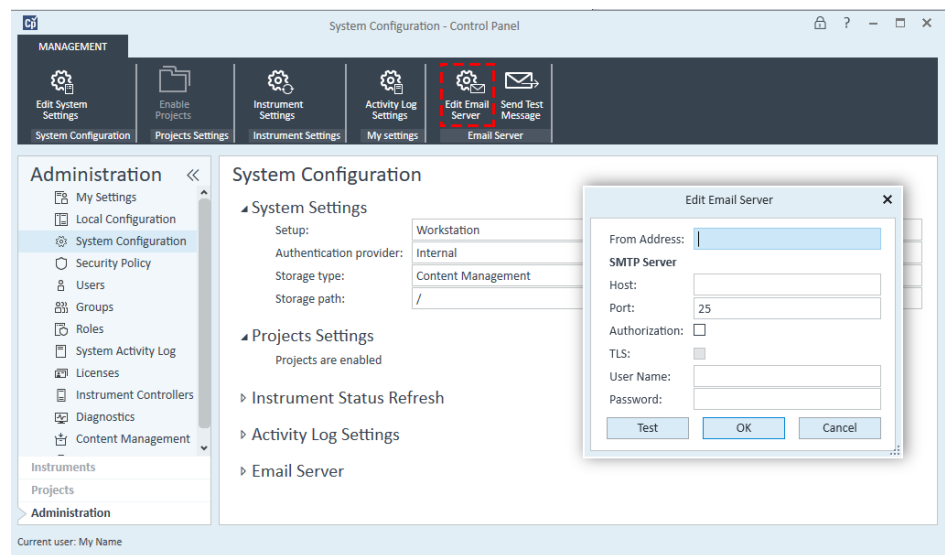 System Configuration - Control Panel
?
MANAGEMENT
Edit System
Settings
Enable
Projects
Instrument
Settings
Activity Log
Settings
Edit Email
Server
Send Test
Message
System Configuration
Projects Settings
Instrument Settings
My settings
Email Server
Administration
My Settings
Local Configuration
System Configuration
Security Policy
Users
Groups
Roles
System Activity Log
Licenses
Instrument Controllers
Diagnostics
Content Management
Instruments
Projects
Administration
System Configuration
System Settings
Setup: Workstation
Authentication provider: Internal
Storage type: Content Management
Storage path: /
Projects Settings
Projects are enabled
Instrument Status Refresh
Activity Log Settings
Email Server
Edit Email Server
From Address:
SMTP Server
Host:
Port: 25
Authorization:
TLS:
User Name:
Password:
Test OK Cancel
Current user: My Name